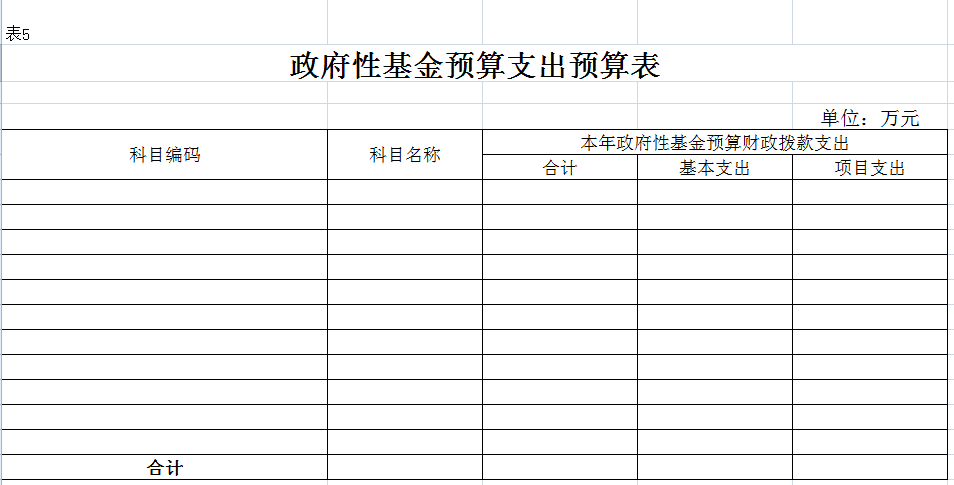 表5
政府性基金预算支出预算表
单位：万元
科目编码 科目名称 本年政府性基金预算财政拨款支出
合计 基本支出 项目支出
合计